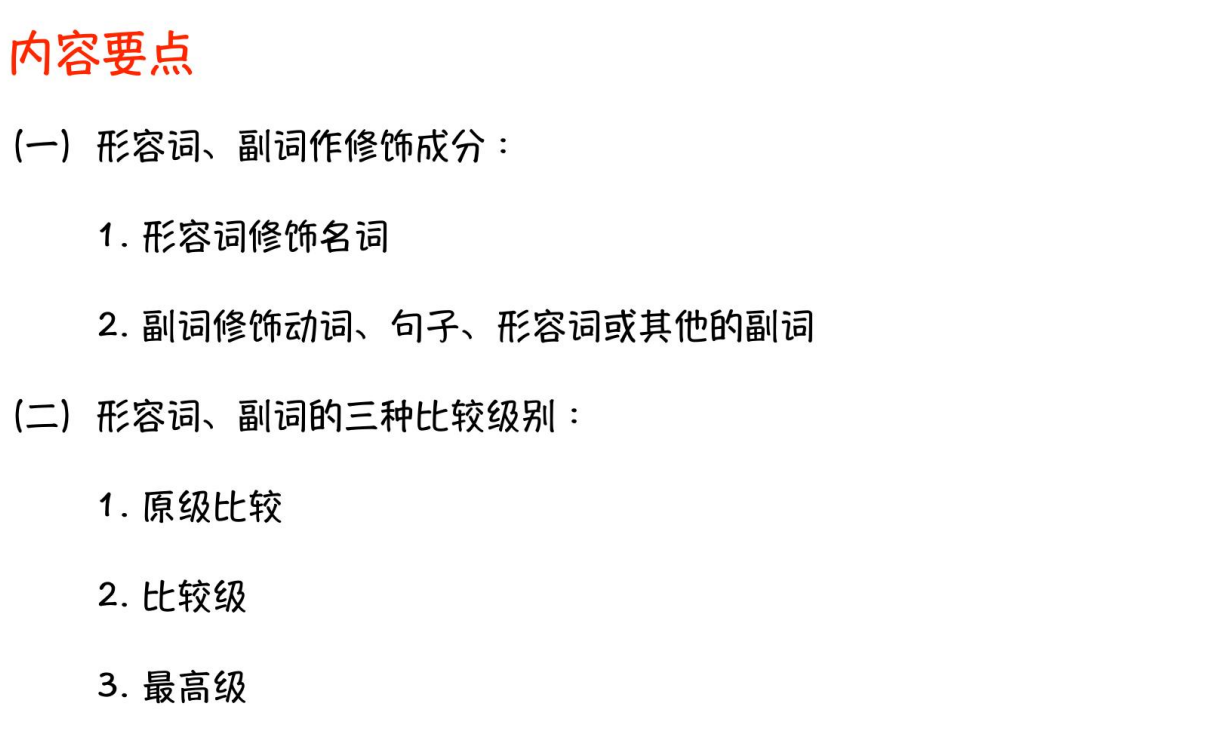 内容要点
(一) 形容词、副词作修饰成分：
1. 形容词修饰名词
2. 副词修饰动词、句子、形容词或其他的副词
(二) 形容词、副词的三种比较级别：
1. 原级比较
2. 比较级
3. 最高级